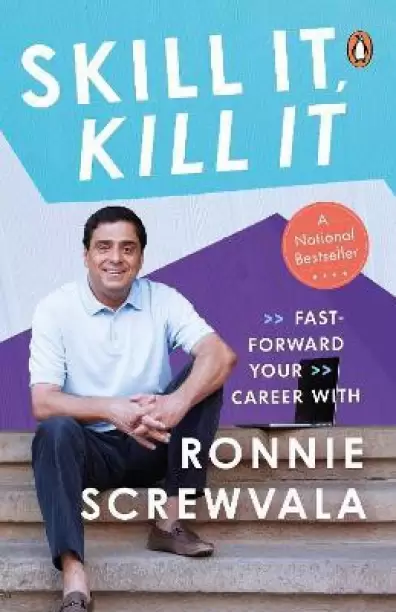 SKILL IT,
KILL IT
A
National
Bestseller
>> FAST-
FORWARD
YOUR >>
CAREER WITH
RONNIE
SCREWVALA